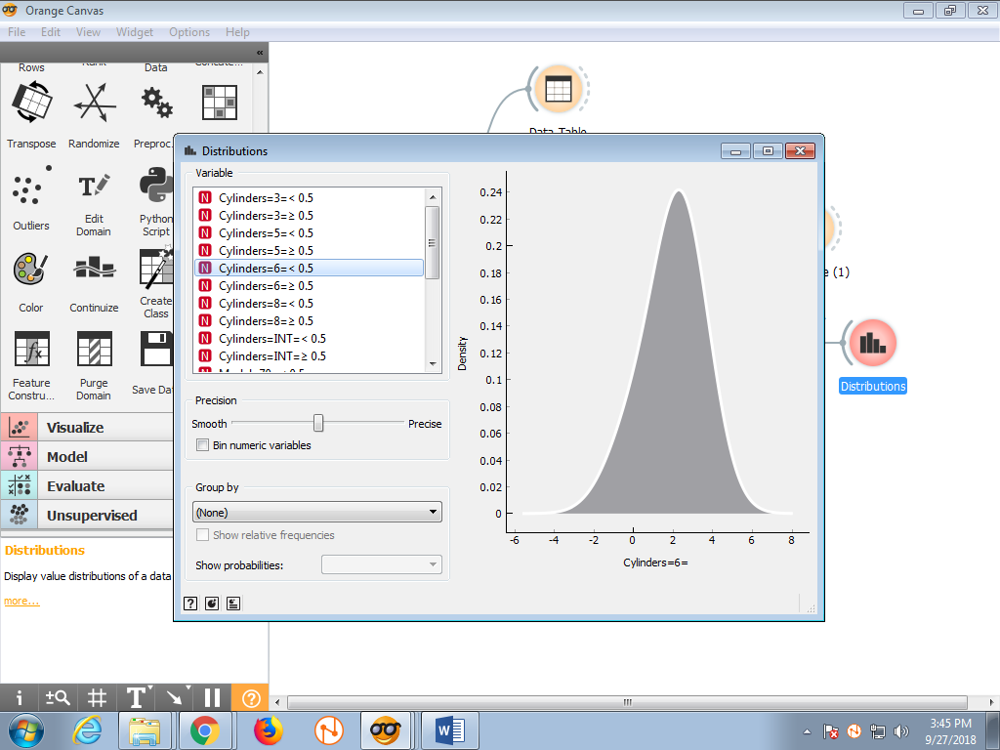 Orange Canvas
File Edit View Widget Options Help
«
Rows
Data
Transpose Randomize Preproc.
Outliers Edit Domain Python Script
Color Continuize Create Class
Feature Constru... Purge Domain Save Da
Visualize
Model
Evaluate
Unsupervised
Distributions
Display value distributions of a data
more...
Data Table
e (1)
Distributions
Distributions
Variable
N Cylinders=3=< 0.5
N Cylinders=3=≥ 0.5
N Cylinders=5=< 0.5
N Cylinders=5=≥ 0.5
N Cylinders=6=< 0.5
N Cylinders=6=≥ 0.5
N Cylinders=8=< 0.5
N Cylinders=8=≥ 0.5
N Cylinders=INT=< 0.5
N Cylinders=INT=≥ 0.5
Precision
Smooth Precise
Bin numeric variables
Group by
(None)
Show relative frequencies
Show probabilities:
?
Density
0.24
0.22
0.2
0.18
0.16
0.14
0.12
0.1
0.08
0.06
0.04
0.02
0
-6 -4 -2 0 2 4 6 8
Cylinders=6=
i ± # T ?
W
3:45 PM
9/27/2018